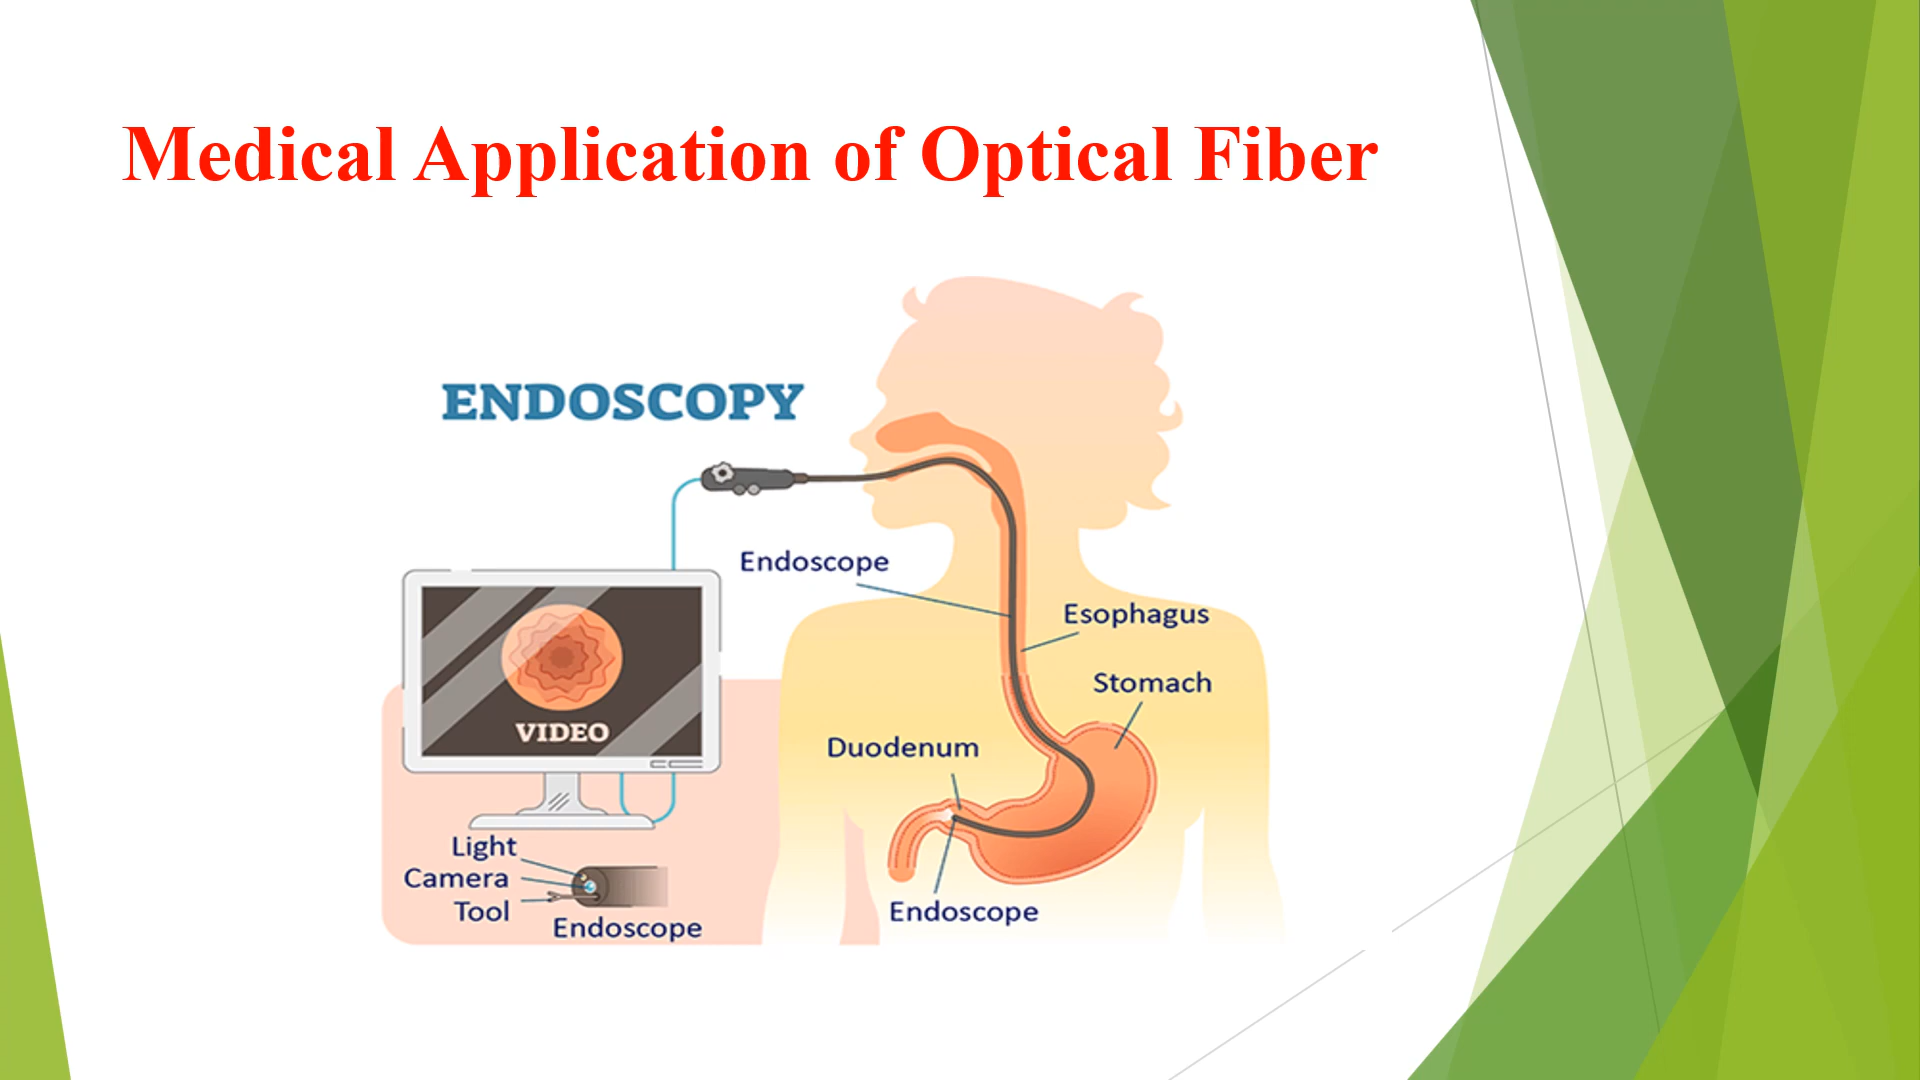 Medical Application of Optical Fiber
ENDOSCOPY
Endoscope
Esophagus
Stomach
Duodenum
VIDEO
Light
Camera
Tool
Endoscope
Endoscope